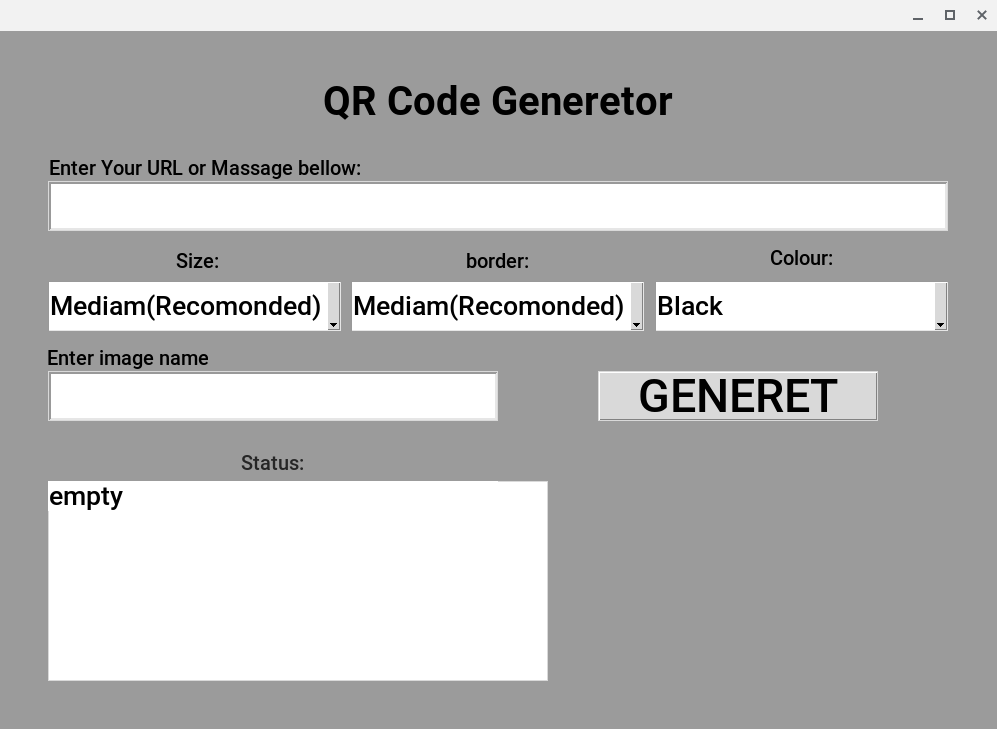 QR Code Generetor
Enter Your URL or Massage bellow:
Size:
border:
Colour:
Mediam(Recomonded)
Mediam(Recomonded)
Black
Enter image name
GENERET
Status:
empty